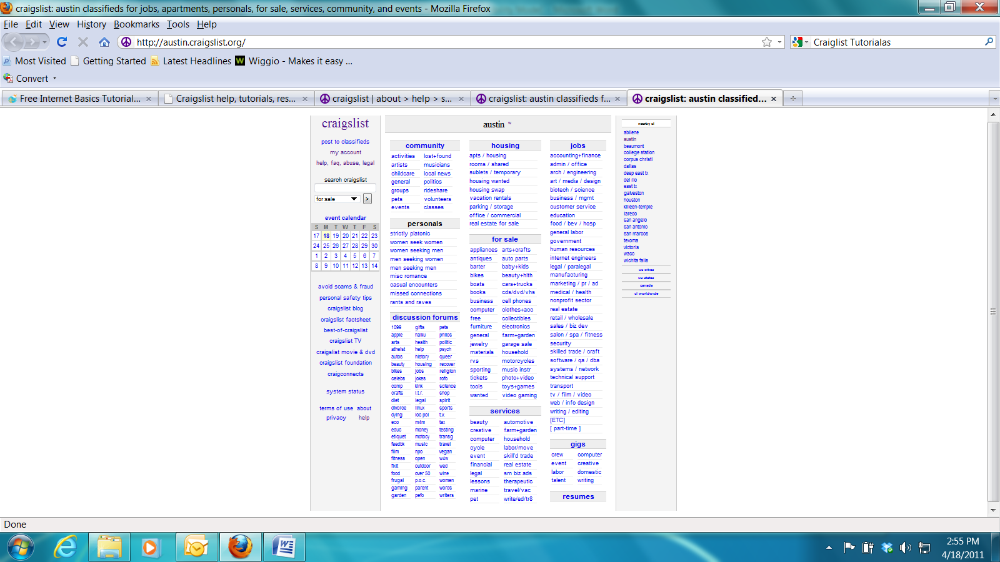 craigslist: austin classifieds for jobs, apartments, personals, for sale, services, community, and events - Mozilla Firefox
File Edit View History Bookmarks Tools Help
http://austin.craigslist.org/
Craiglist Tutorialas
Most Visited Getting Started Latest Headlines Wiggio - Makes it easy ...
Convert
Free Internet Basics Tutorial... Craigslist help, tutorials, res... craigslist | about > help > s... craigslist: austin classifieds f... craigslist: austin classified...
craigslist
post to classifieds
my account
help, faq, abuse, legal
search craigslist
for sale >
event calendar
S M T W T F S
17 18 19 20 21 22 23
24 25 26 27 28 29 30
1 2 3 4 5 6 7
8 9 10 11 12 13 14
avoid scams & fraud
personal safety tips
craigslist blog
craigslist factsheet
best-of-craigslist
craigslist TV
craigslist movie & dvd
craigslist foundation
craigconnects
system status
terms of use about
privacy help
austin w
community
activities lost+found
artists musicians
childcare local news
general politics
groups rideshare
pets volunteers
events classes
personals
strictly platonic
women seek women
women seeking men
men seeking women
men seeking men
misc romance
casual encounters
missed connections
rants and raves
discussion forums
1099 gifts pets
apple haiku philos
arts health politic
atheist help psych
autos history queer
beauty housing recover
bikes jobs religion
celebs jokes rofo
comp kink science
crafts l.t.r. shop
diet legal spirit
divorce linux sports
dying loc pol t.v.
eco m4m tax
educ money testing
etiquet motocy transg
feedbk music travel
film npo vegan
fitness open w4w
fixit outdoor wed
food over 50 wine
frugal p.o.c. women
gaming parent words
garden pefo writers
housing
apts / housing
rooms / shared
sublets / temporary
housing wanted
housing swap
vacation rentals
parking / storage
office / commercial
real estate for sale
for sale
appliances arts+crafts
antiques auto parts
barter baby+kids
bikes beauty+hlth
boats cars+trucks
books cds/dvd/vhs
business cell phones
computer clothes+acc
free collectibles
furniture electronics
general farm+garden
jewelry garage sale
materials household
rvs motorcycles
sporting music instr
tickets photo+video
tools toys+games
wanted video gaming
services
beauty automotive
creative farm+garden
computer household
cycle labor/move
event skill'd trade
financial real estate
legal sm biz ads
lessons therapeutic
marine travel/vac
pet write/ed/tr8
jobs
accounting+finance
admin / office
arch / engineering
art / media / design
biotech / science
business / mgmt
customer service
education
food / bev / hosp
general labor
government
human resources
internet engineers
legal / paralegal
manufacturing
marketing / pr / ad
medical / health
nonprofit sector
real estate
retail / wholesale
sales / biz dev
salon / spa / fitness
security
skilled trade / craft
software / qa / dba
systems / network
technical support
transport
tv / film / video
web / info design
writing / editing
[ETC]
[ part-time ]
gigs
crew computer
event creative
labor domestic
talent writing
resumes
nearby cl
abilene
austin
beaumont
college station
corpus christi
dallas
deep east tx
del rio
east tx
galveston
houston
killeen-temple
laredo
san angelo
san antonio
san marcos
texoma
victoria
waco
wichita falls
us cities
us states
canada
cl worldwide
Done
2:55 PM
4/18/2011